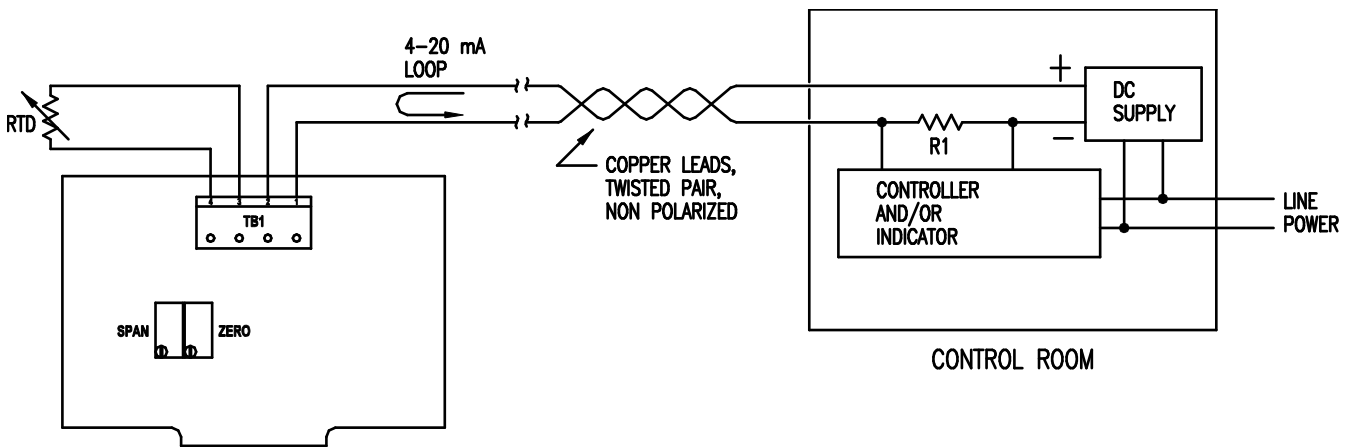 4-20 mA
LOOP
RTD
+
DC
SUPPLY
−
R1
COPPER LEADS,
TWISTED PAIR,
NON POLARIZED
CONTROLLER
AND/OR
INDICATOR
LINE
POWER
4 3 2 1
TB1
SPAN
ZERO
CONTROL ROOM